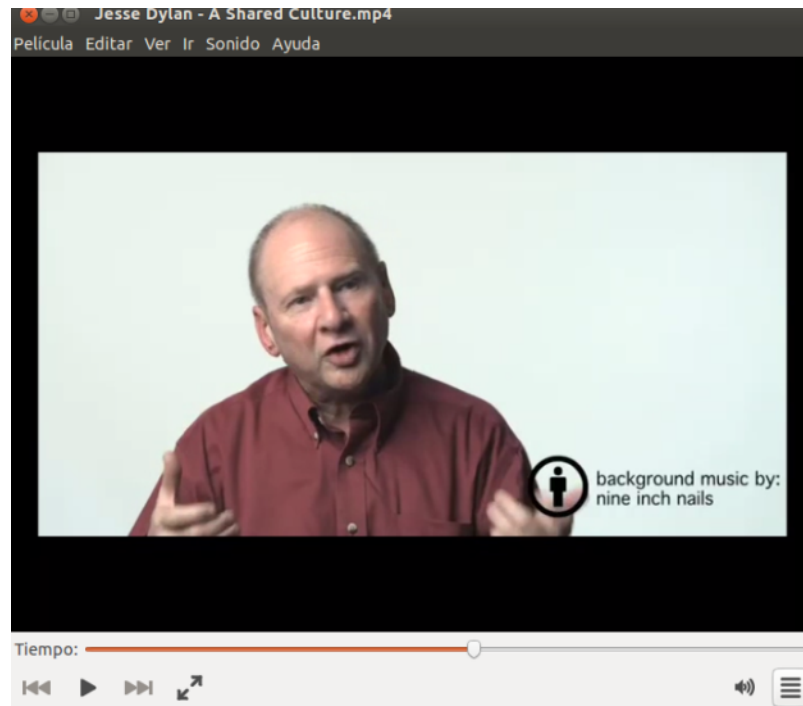 Jesse Dylan - A Shared Culture.mp4
Película Editar Ver Ir Sonido Ayuda
background music by:
nine inch nails
Tiempo: